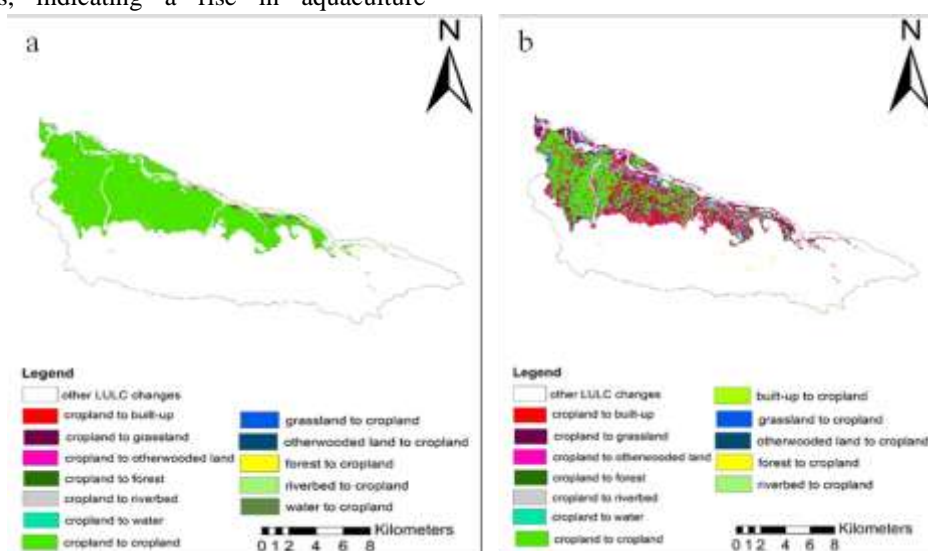 s, indicating a rise in aquaculture
a
N
Legend
other LULC changes
cropland to built-up
cropland to grassland
cropland to otherwooded land
cropland to forest
cropland to riverbed
cropland to water
cropland to cropland
grassland to cropland
otherwooded land to cropland
forest to cropland
riverbed to cropland
water to cropland
Kilometers
0 1 2 4 6 8
b
N
Legend
other LULC changes
cropland to built-up
cropland to grassland
cropland to otherwooded land
cropland to forest
cropland to riverbed
cropland to water
cropland to cropland
built-up to cropland
grassland to cropland
otherwooded land to cropland
forest to cropland
riverbed to cropland
Kilometers
0 1 2 4 6 8